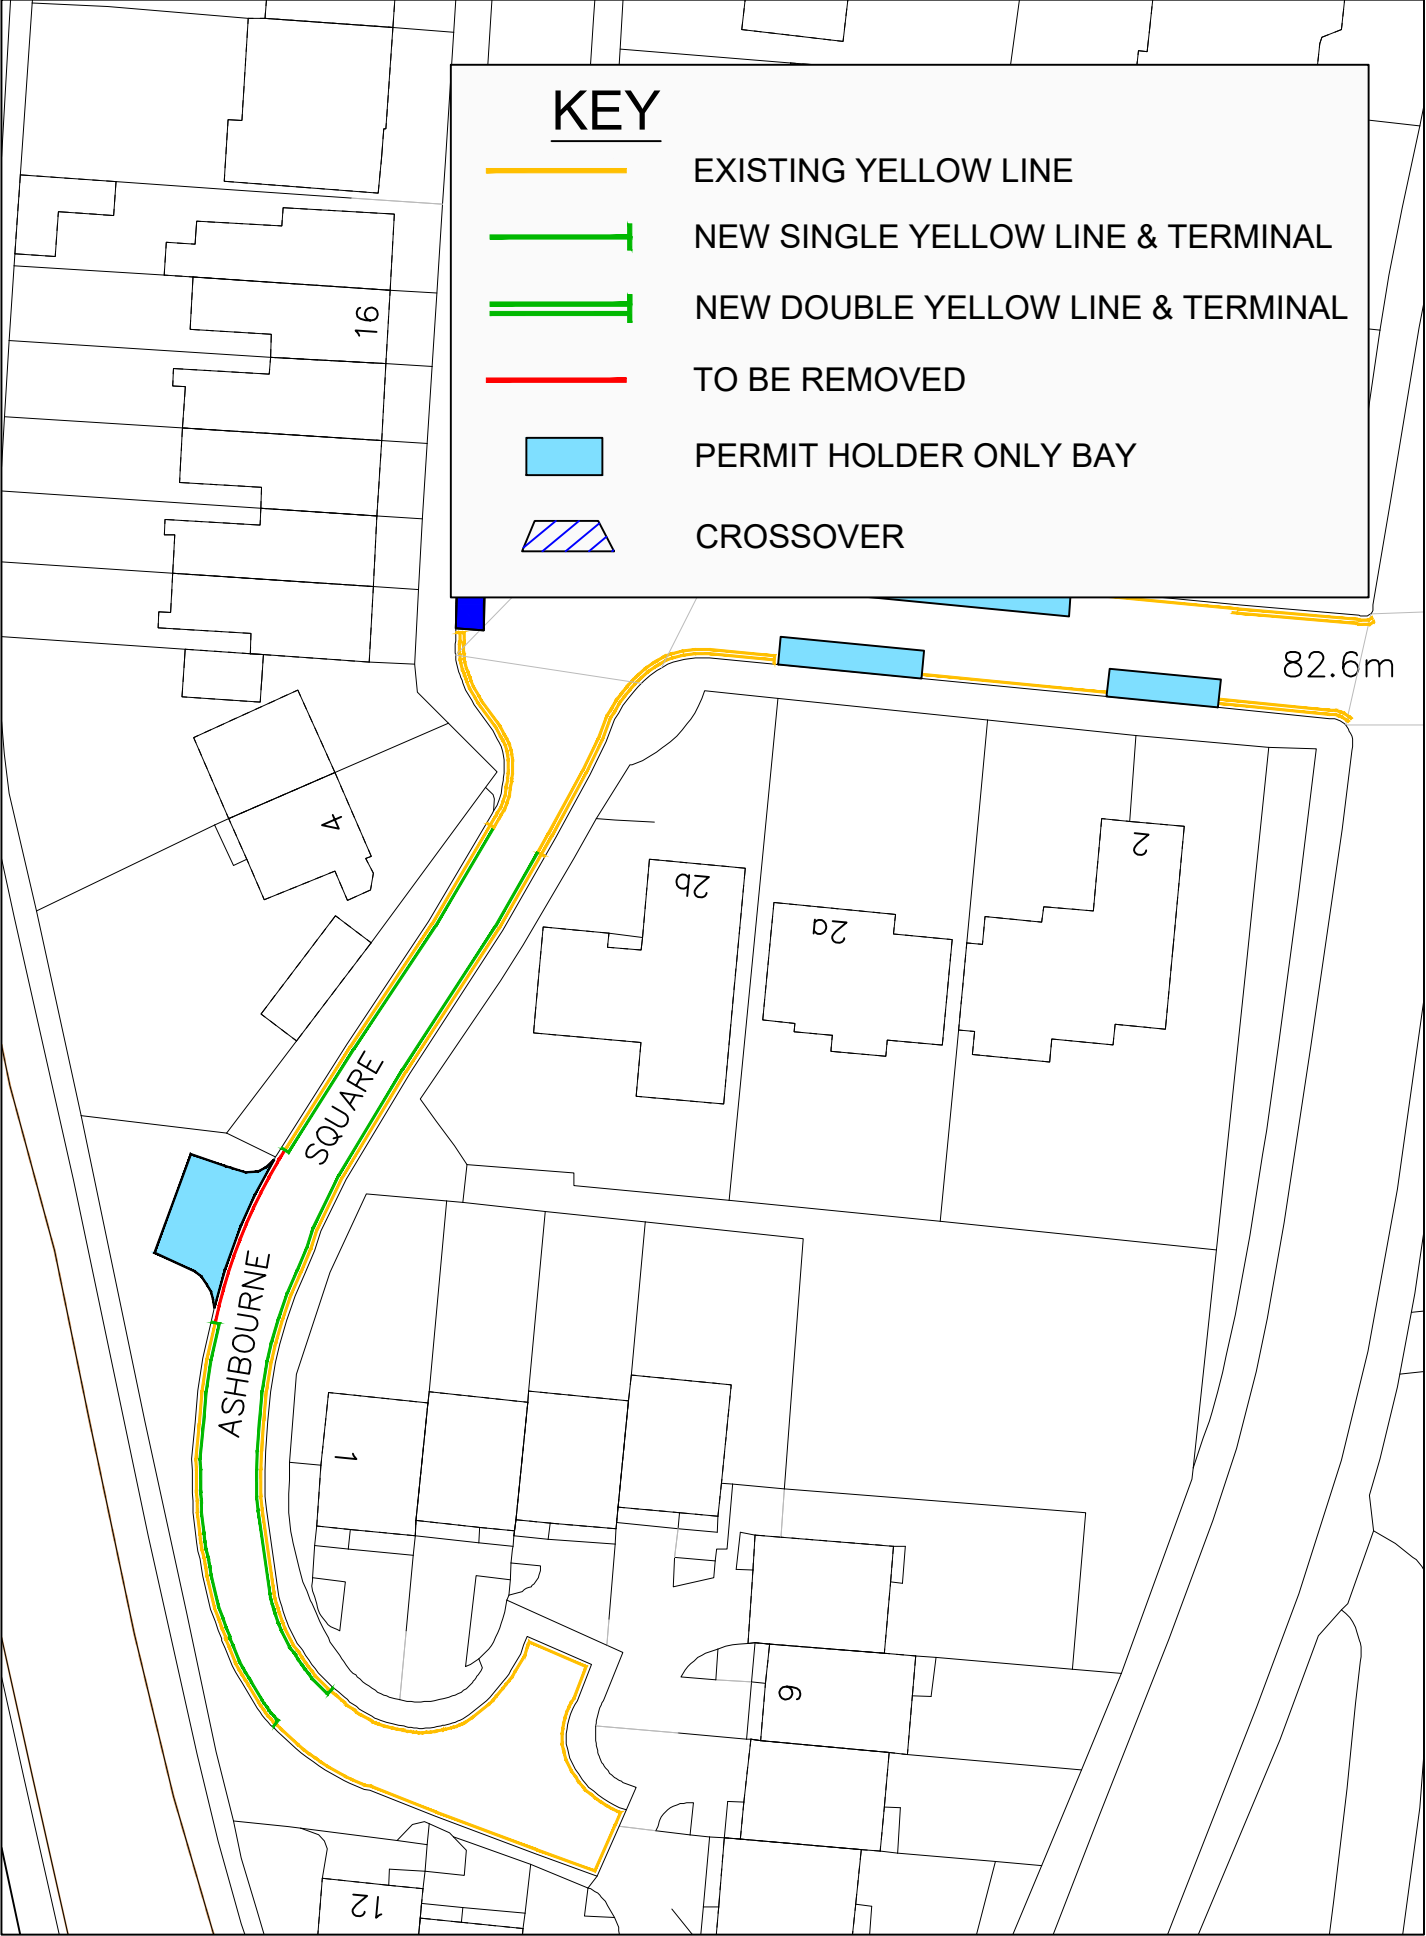 KEY
EXISTING YELLOW LINE
NEW SINGLE YELLOW LINE & TERMINAL
NEW DOUBLE YELLOW LINE & TERMINAL
TO BE REMOVED
PERMIT HOLDER ONLY BAY
CROSSOVER
16
82.6m
4
2
2b
2a
ASHBOURNE SQUARE
1
6
12